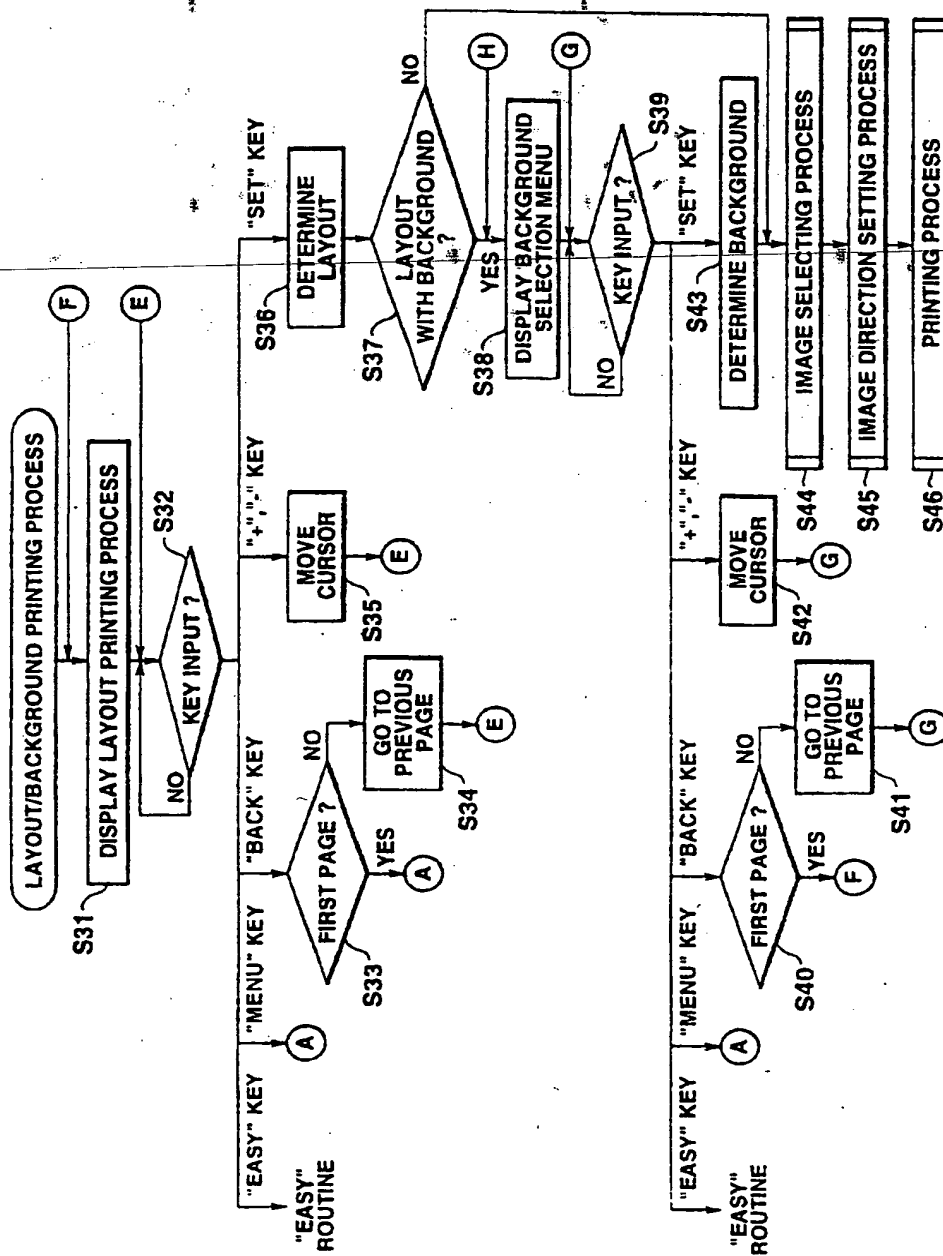 LAYOUT/BACKGROUND PRINTING PROCESS
F
S31
DISPLAY LAYOUT PRINTING PROCESS
E
S32
KEY INPUT ?
NO
"EASY" KEY
"MENU" KEY
"BACK" KEY
"+","-" KEY
"SET" KEY
"EASY"
ROUTINE
A
FIRST PAGE ?
S33
NO
YES
A
GO TO
PREVIOUS
PAGE
S34
E
MOVE
CURSOR
S35
E
S36
DETERMINE
LAYOUT
S37
LAYOUT
WITH BACKGROUND
?
NO
YES
H
S38
DISPLAY BACKGROUND
SELECTION MENU
G
KEY INPUT ?
S39
NO
"EASY" KEY
"MENU" KEY
"BACK" KEY
"+","-" KEY
"SET" KEY
"EASY"
ROUTINE
A
FIRST PAGE ?
S40
NO
YES
F
GO TO
PREVIOUS
PAGE
S41
G
MOVE
CURSOR
S42
G
S43
DETERMINE BACKGROUND
S44
IMAGE SELECTING PROCESS
S45
IMAGE DIRECTION SETTING PROCESS
S46
PRINTING PROCESS